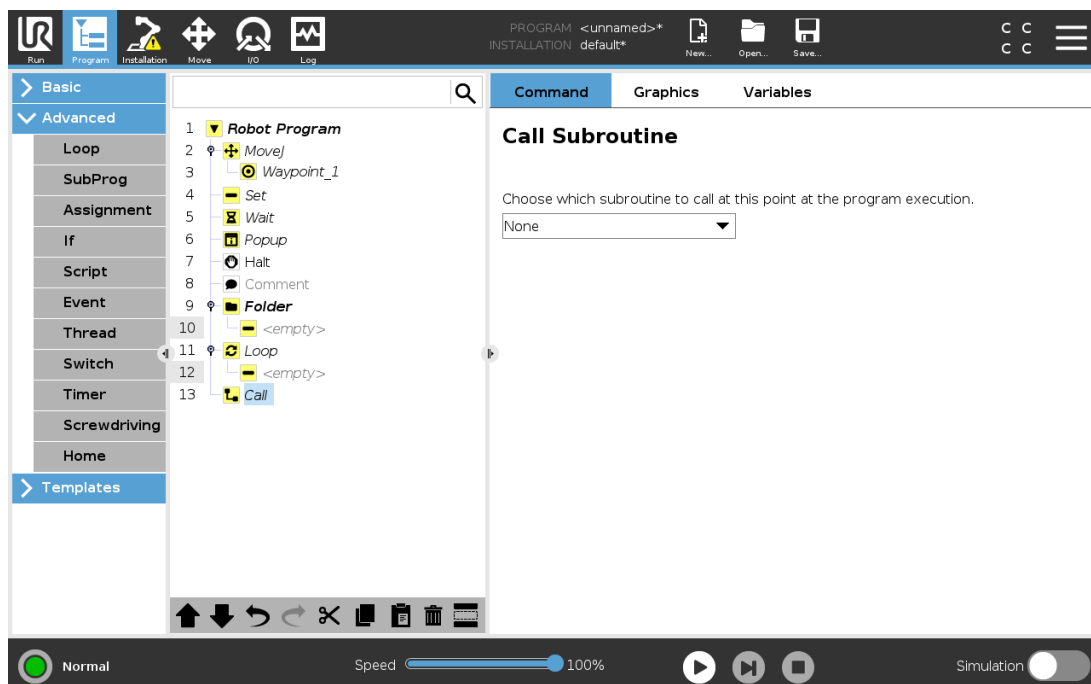 PROGRAM <unnamed>*
INSTALLATION default*
C C
C C
UR
Run
Program
Installation
Move
I/O
Log
New...
Open...
Save...
Basic
Advanced
Loop
SubProg
Assignment
If
Script
Event
Thread
Switch
Timer
Screwdriving
Home
Templates
1 Robot Program
2 MoveJ
3 Waypoint_1
4 Set
5 Wait
6 Popup
7 Halt
8 Comment
9 Folder
10 <empty>
11 Loop
12 <empty>
13 Call
Command Graphics Variables
Call Subroutine
Choose which subroutine to call at this point at the program execution.
None
Normal
Speed 100%
Simulation